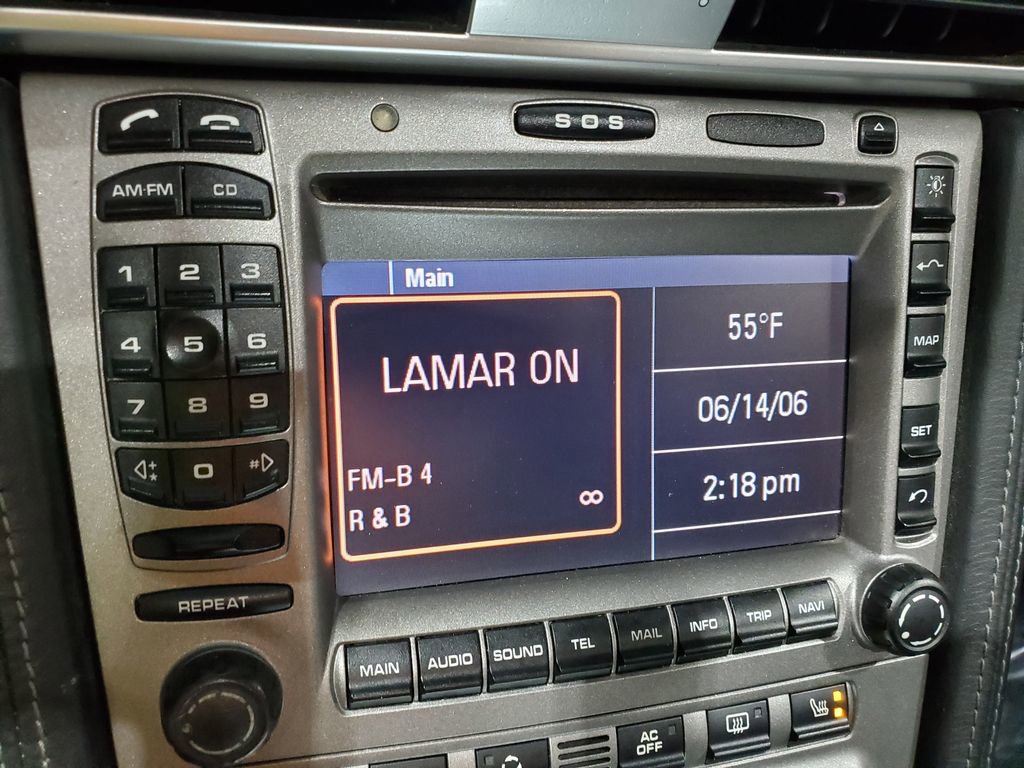 SOS
AM·FM CD
1 2 3
4 5 6
7 8 9
* 0 #
REPEAT
Main
LAMAR ON
FM-B 4
R & B
∞
55°F
06/14/06
2:18 pm
MAP
SET
MAIN AUDIO SOUND TEL MAIL INFO TRIP NAVI
AC
OFF